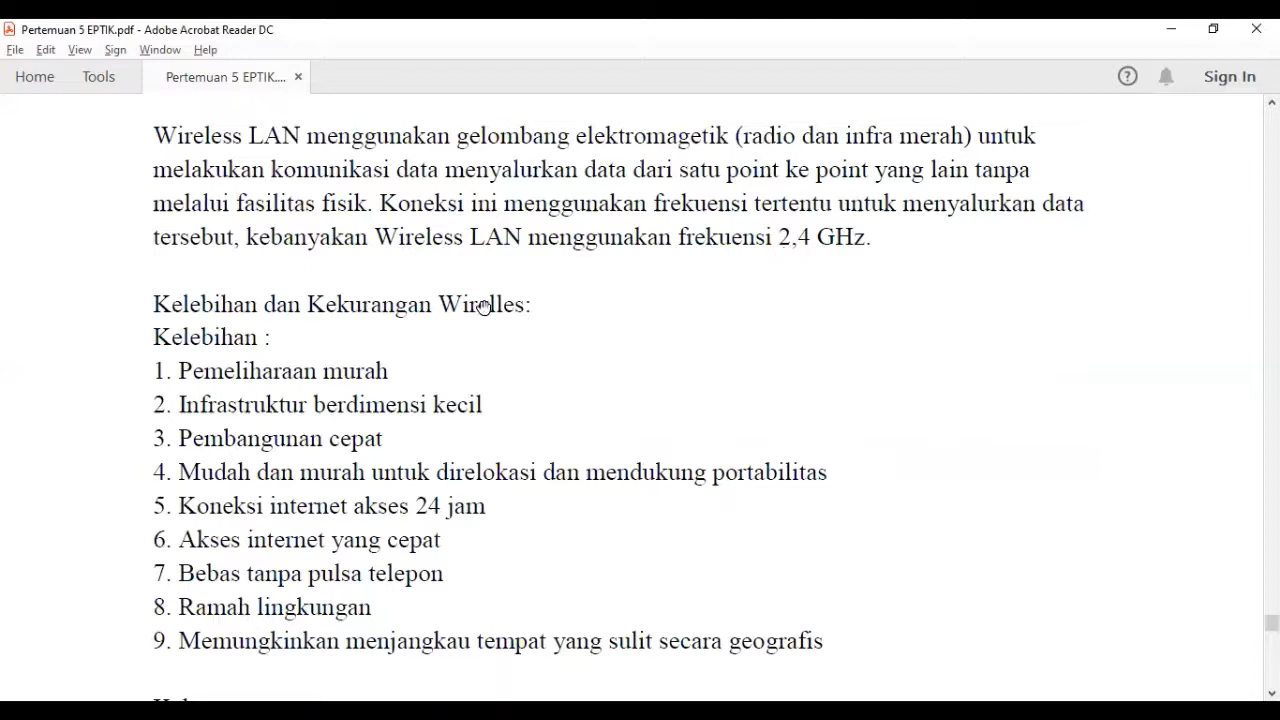 Pertemuan 5 EPTIK.pdf - Adobe Acrobat Reader DC
File Edit View Sign Window Help
Home Tools Pertemuan 5 EPTIK.... × ? Sign In
Wireless LAN menggunakan gelombang elektromagetik (radio dan infra merah) untuk
melakukan komunikasi data menyalurkan data dari satu point ke point yang lain tanpa
melalui fasilitas fisik. Koneksi ini menggunakan frekuensi tertentu untuk menyalurkan data
tersebut, kebanyakan Wireless LAN menggunakan frekuensi 2,4 GHz.
Kelebihan dan Kekurangan Wirelles:
Kelebihan :
1. Pemeliharaan murah
2. Infrastruktur berdimensi kecil
3. Pembangunan cepat
4. Mudah dan murah untuk direlokasi dan mendukung portabilitas
5. Koneksi internet akses 24 jam
6. Akses internet yang cepat
7. Bebas tanpa pulsa telepon
8. Ramah lingkungan
9. Memungkinkan menjangkau tempat yang sulit secara geografis